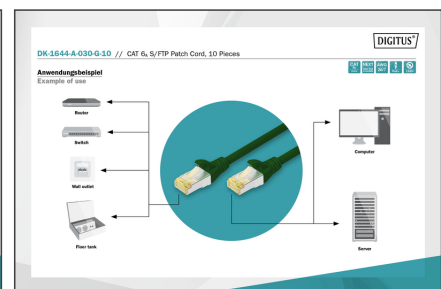 DIGITUS®
DK-1644-A-030-G-10 // CAT 6A S/FTP Patch Cord, 10 Pieces
Anwendungsbeispiel
Example of use
Router
Switch
Wall outlet
Floor tank
Computer
Server